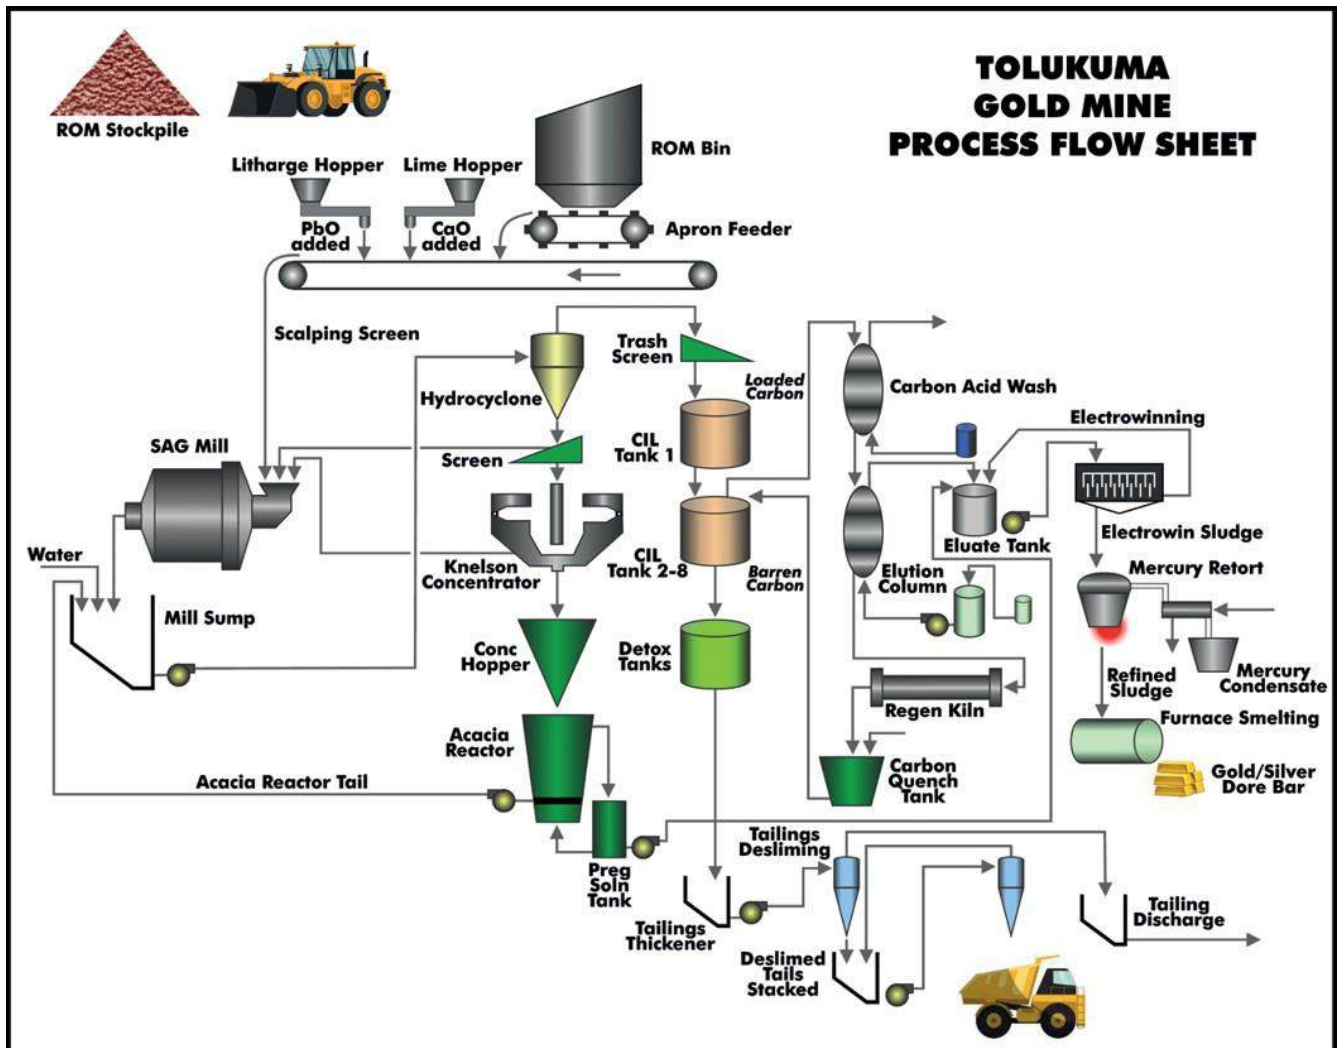 TOLUKUMA
GOLD MINE
PROCESS FLOW SHEET
ROM Stockpile
Litharge Hopper
Lime Hopper
ROM Bin
PbO
added
CaO
added
Apron Feeder
Scalping Screen
Trash
Screen
Loaded
Carbon
Carbon Acid Wash
Hydrocyclone
Electrowinning
SAG Mill
Screen
CIL
Tank 1
Eluate Tank
Electrowin Sludge
Water
Knelson
Concentrator
CIL
Tank 2-8
Barren
Carbon
Elution
Column
Mercury Retort
Mill Sump
Conc
Hopper
Detox
Tanks
Refined
Sludge
Mercury
Condensate
Regen Kiln
Furnace Smelting
Acacia
Reactor
Carbon
Quench
Tank
Gold/Silver
Dore Bar
Acacia Reactor Tail
Tailings
Desliming
Preg
Soln
Tank
Tailings
Thickener
Tailing
Discharge
Deslimed
Tails
Stacked